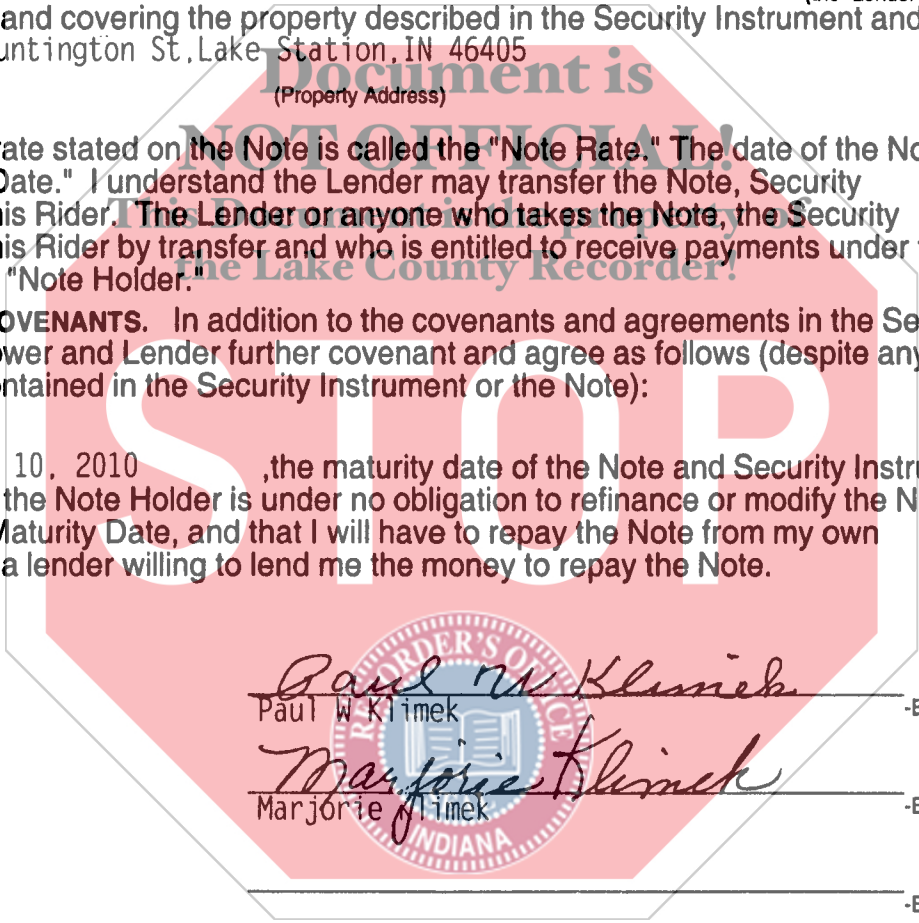 and covering the property described in the Security Instrument and
untington St,Lake Station,IN 46405
Document is
(Property Address)
NOT OFFICIAL!
ate stated on the Note is called the "Note Rate." The date of the No
Date." I understand the Lender may transfer the Note, Security
This Document is the property of
is Rider. The Lender or anyone who takes the Note, the Security
is Rider by transfer and who is entitled to receive payments under
the Lake County Recorder!
"Note Holder."
OVENANTS. In addition to the covenants and agreements in the Se
wer and Lender further covenant and agree as follows (despite any
ntained in the Security Instrument or the Note):
STOP
10, 2010 ,the maturity date of the Note and Security Instr
the Note Holder is under no obligation to refinance or modify the N
Maturity Date, and that I will have to repay the Note from my own
a lender willing to lend me the money to repay the Note.
RECORDER'S OFFICE
Paul W Klimek
Paul W Klimek
Marjorie Klimek
Marjorie Klimek
INDIANA